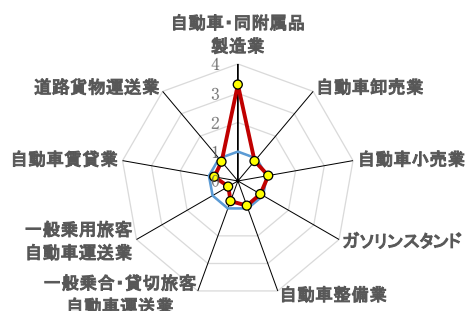 自動車・同附属品
製造業
自動車卸売業
自動車小売業
ガソリンスタンド
自動車整備業
一般乗合・貸切旅客
自動車運送業
一般乗用旅客
自動車運送業
自動車賃貸業
道路貨物運送業
4
3
2
1
0